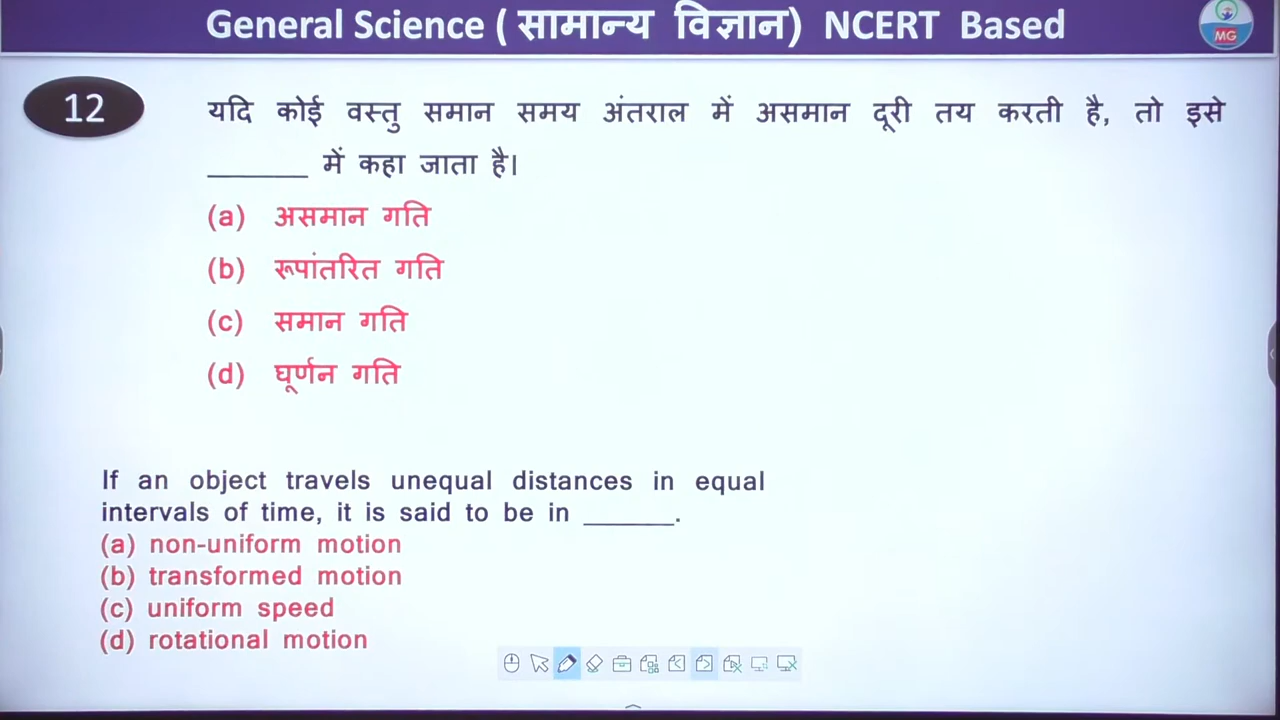 General Science ( सामान्य विज्ञान) NCERT Based
MG
12
यदि कोई वस्तु समान समय अंतराल में असमान दूरी तय करती है, तो इसे
_______ में कहा जाता है।
(a) असमान गति
(b) रूपांतरित गति
(c) समान गति
(d) घूर्णन गति
If an object travels unequal distances in equal
intervals of time, it is said to be in _______.
(a) non-uniform motion
(b) transformed motion
(c) uniform speed
(d) rotational motion